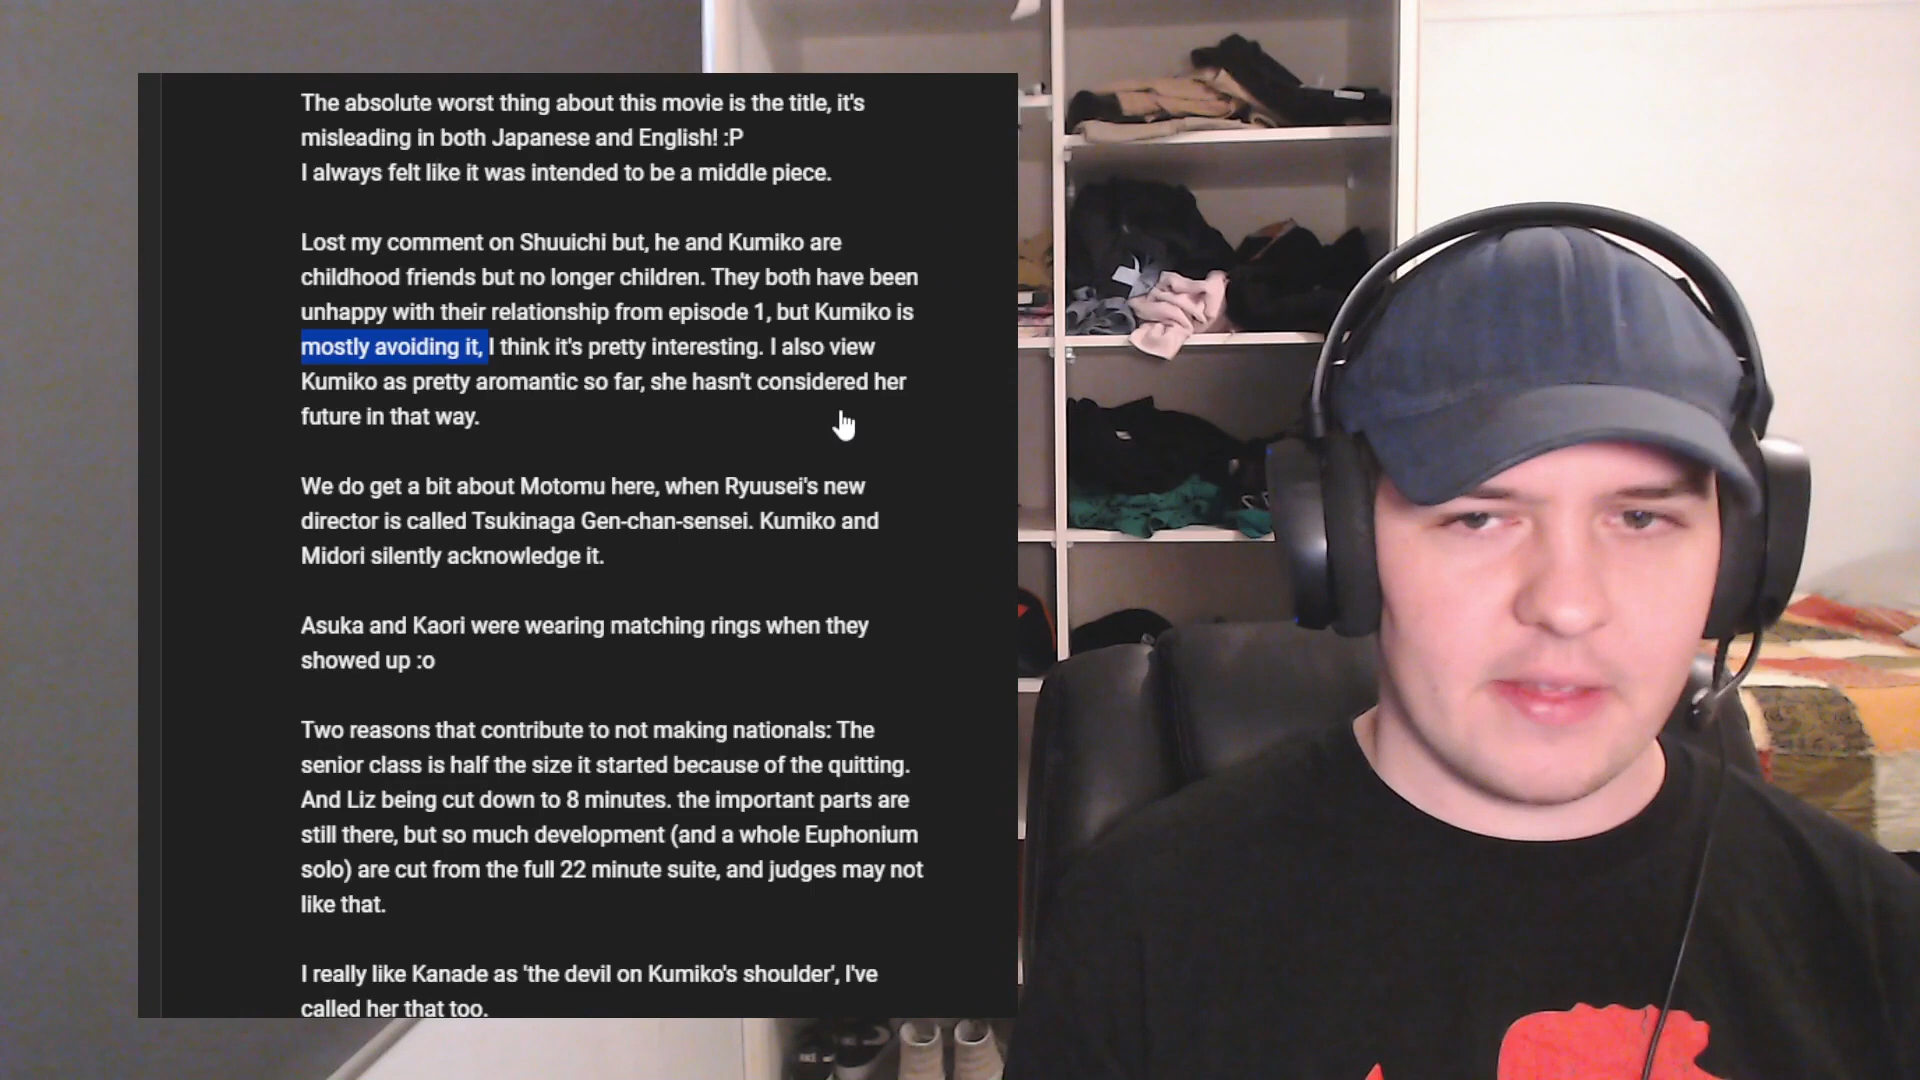 The absolute worst thing about this movie is the title, it's
misleading in both Japanese and English! :P
I always felt like it was intended to be a middle piece.
Lost my comment on Shuuichi but, he and Kumiko are
childhood friends but no longer children. They both have been
unhappy with their relationship from episode 1, but Kumiko is
mostly avoiding it, I think it's pretty interesting. I also view
Kumiko as pretty aromantic so far, she hasn't considered her
future in that way.
We do get a bit about Motomu here, when Ryuusei's new
director is called Tsukinaga Gen-chan-sensei. Kumiko and
Midori silently acknowledge it.
Asuka and Kaori were wearing matching rings when they
showed up :o
Two reasons that contribute to not making nationals: The
senior class is half the size it started because of the quitting.
And Liz being cut down to 8 minutes. the important parts are
still there, but so much development (and a whole Euphonium
solo) are cut from the full 22 minute suite, and judges may not
like that.
I really like Kanade as 'the devil on Kumiko's shoulder', I've
called her that too.